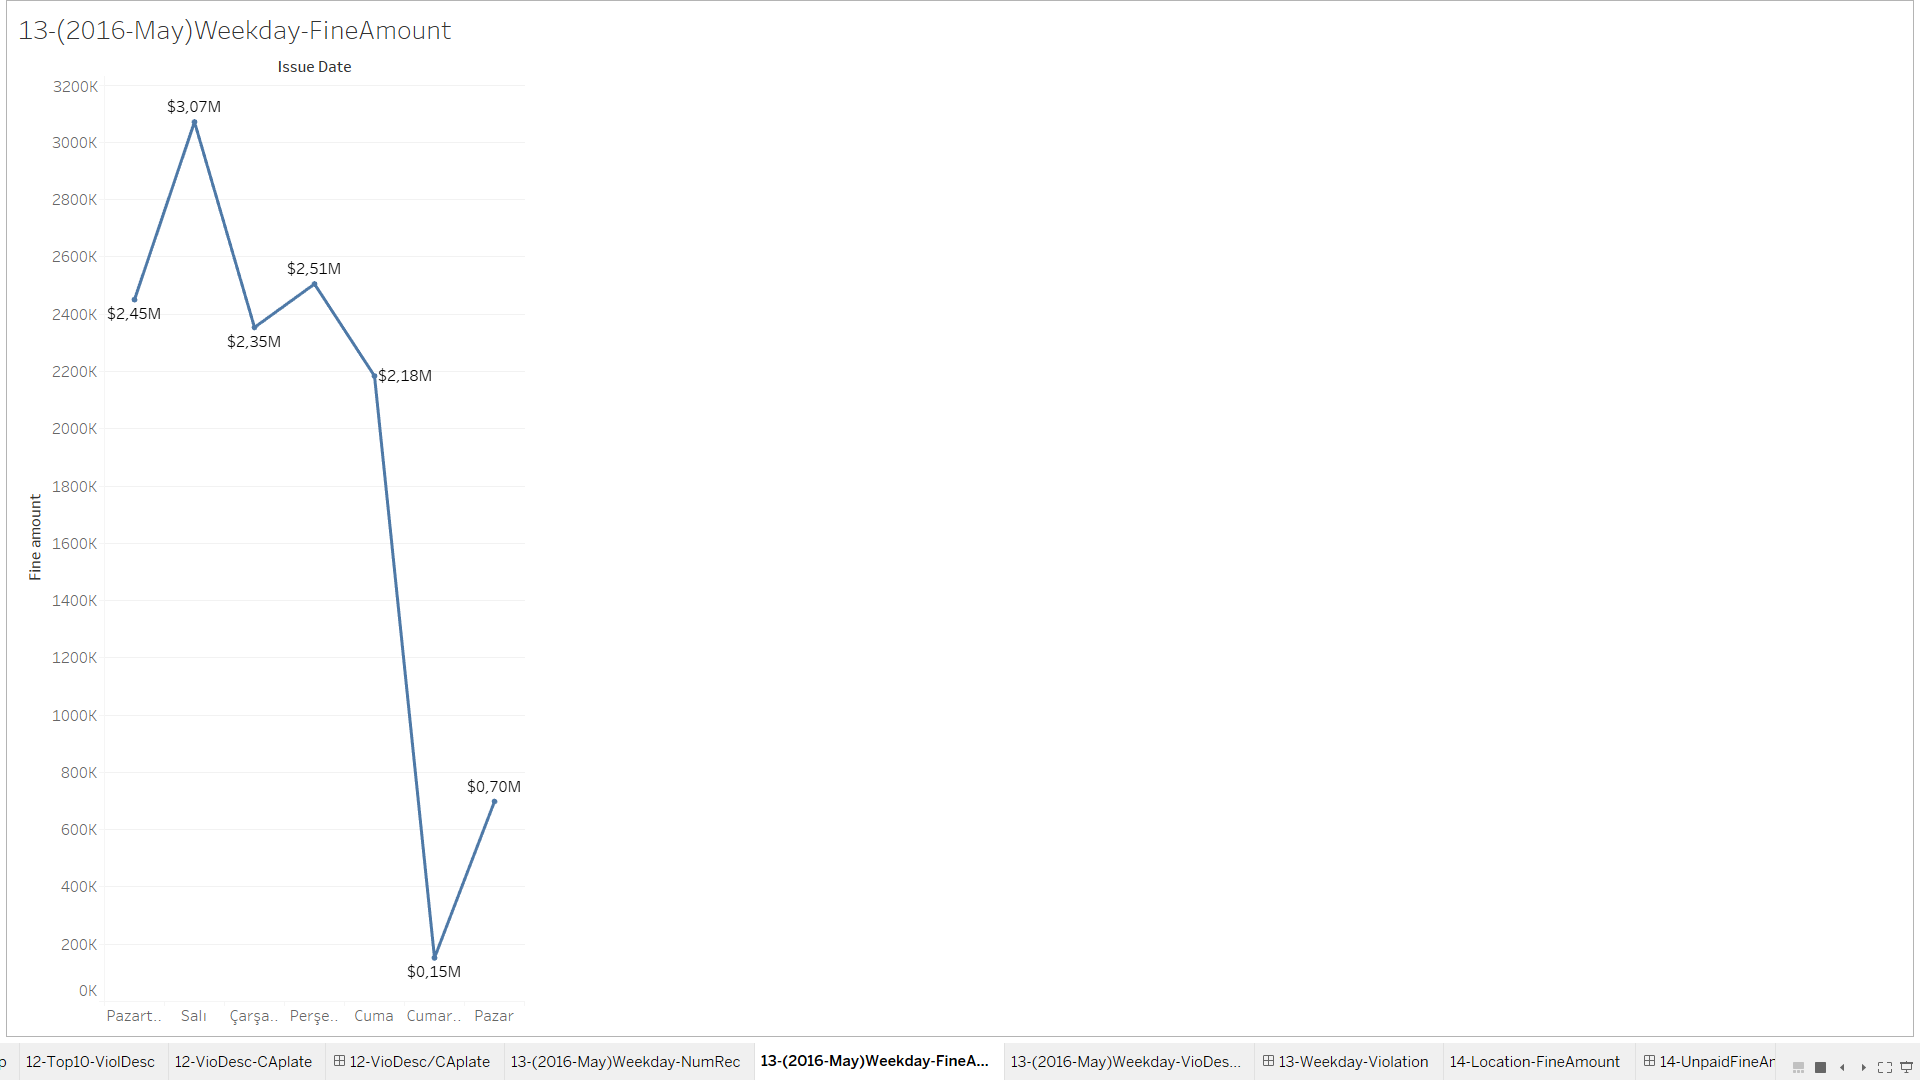 13-(2016-May)Weekday-FineAmount
Issue Date
3200K
$3,07M
3000K
2800K
2600K
$2,51M
2400K
$2,45M
$2,35M
2200K
$2,18M
2000K
1800K
Fine amount
1600K
1400K
1200K
1000K
800K
$0,70M
600K
400K
200K
$0,15M
0K
Pazart.. Salı Çarşa.. Perşe.. Cuma Cumar.. Pazar
12-Top10-ViolDesc 12-VioDesc-CAplate 12-VioDesc/CAplate 13-(2016-May)Weekday-NumRec 13-(2016-May)Weekday-FineA... 13-(2016-May)Weekday-VioDes... 13-Weekday-Violation 14-Location-FineAmount 14-UnpaidFineAr